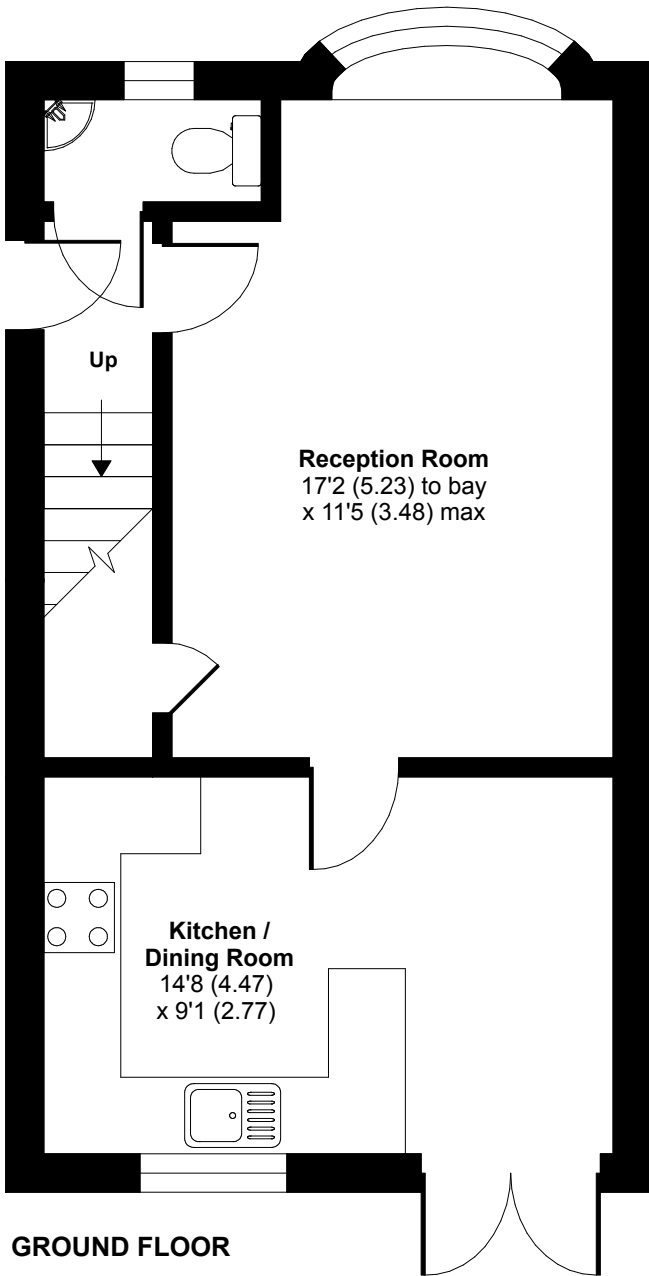 Up
Reception Room
17'2 (5.23) to bay
x 11'5 (3.48) max
Kitchen /
Dining Room
14'8 (4.47)
x 9'1 (2.77)
GROUND FLOOR